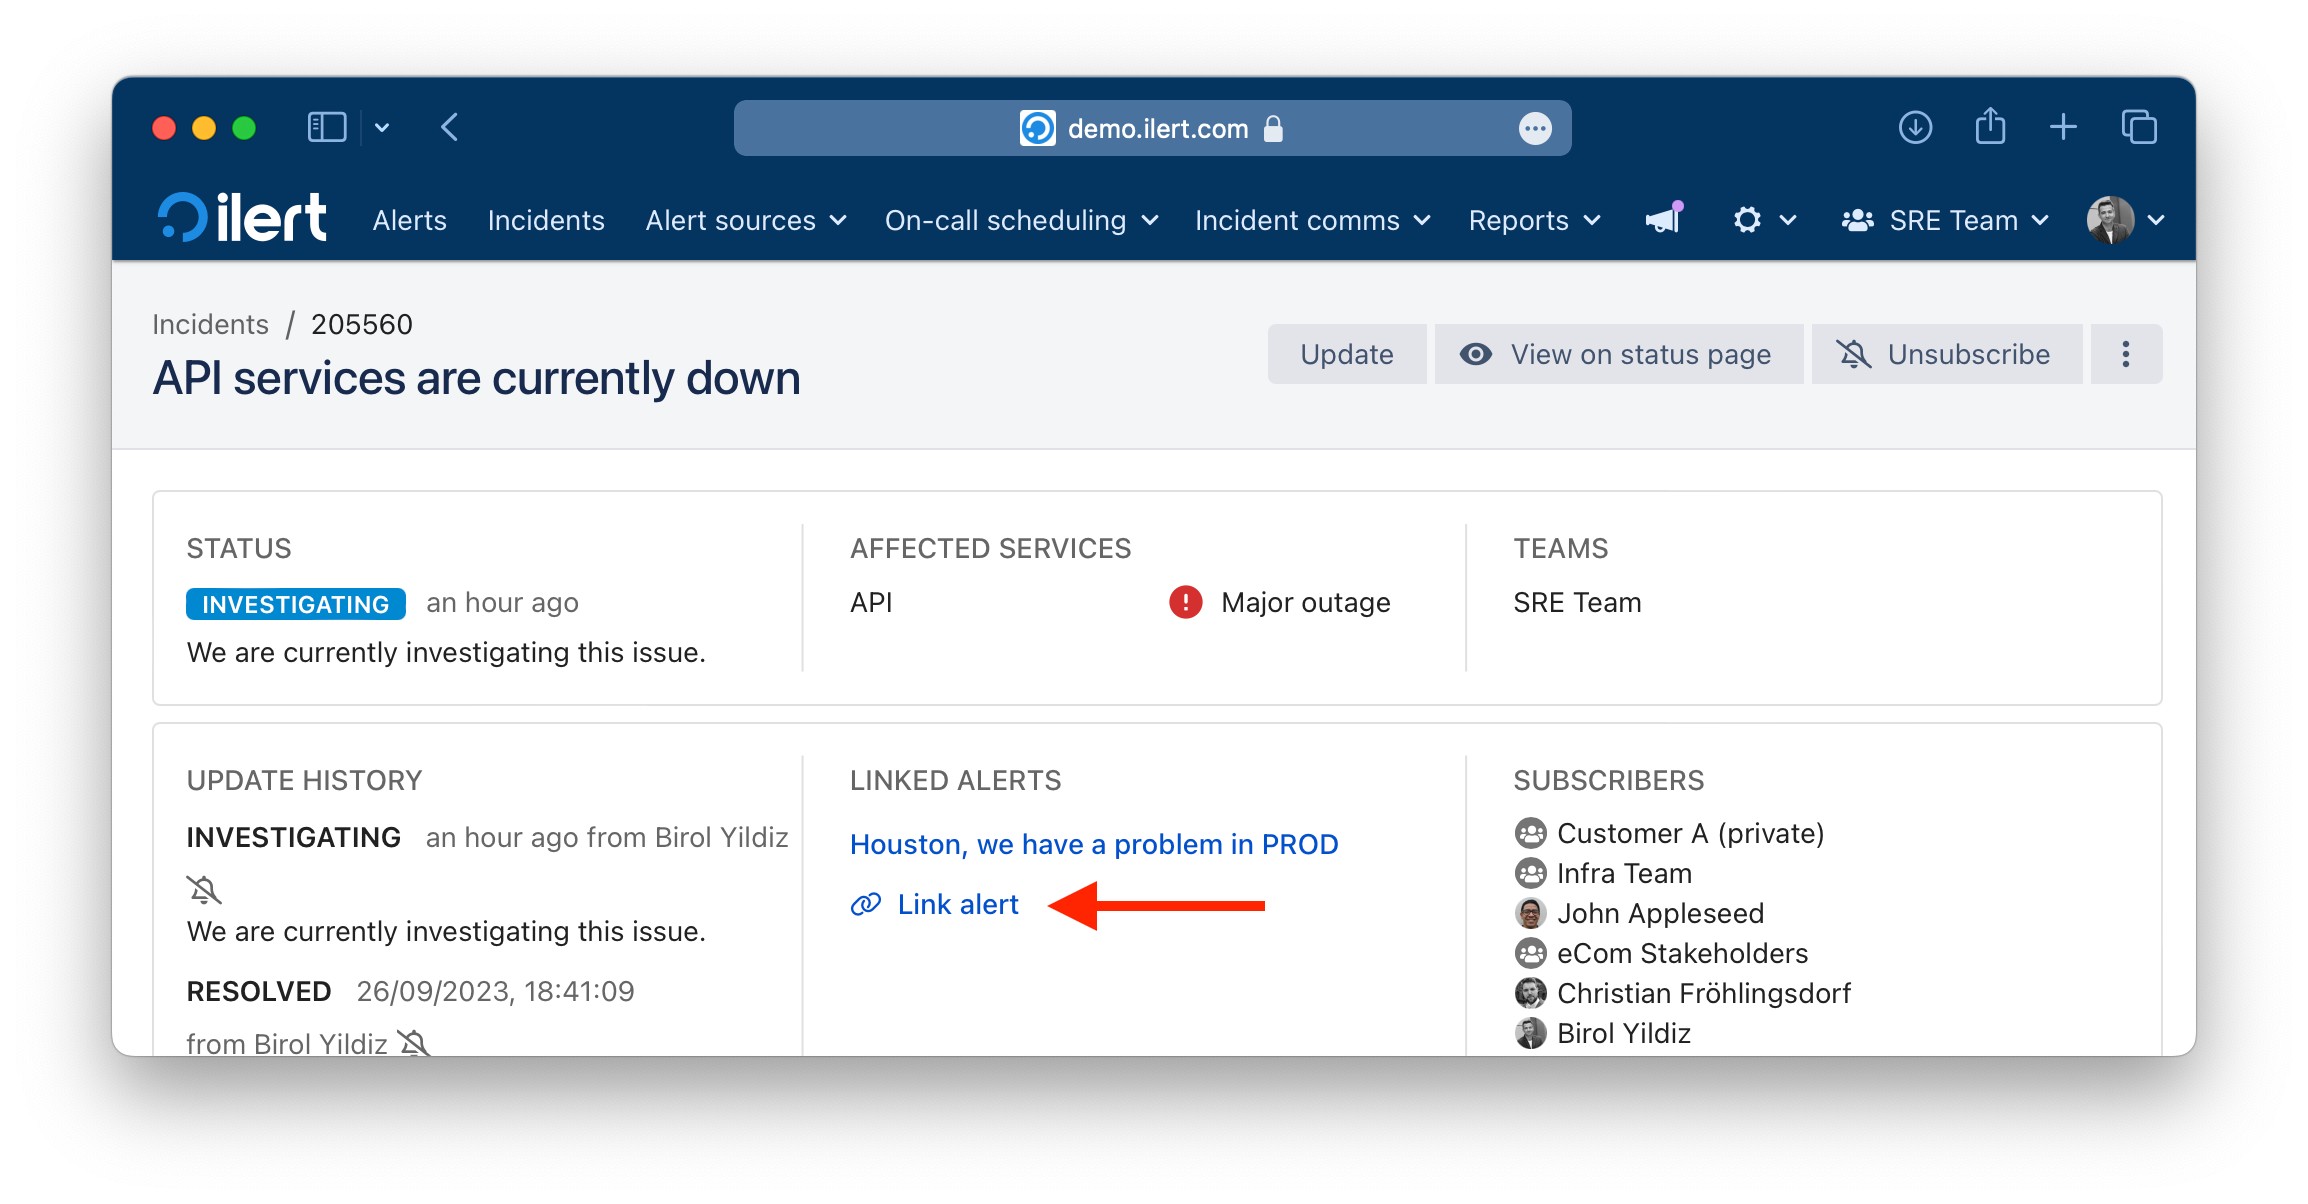 demo.ilert.com
ilert Alerts Incidents Alert sources On-call scheduling Incident comms Reports SRE Team
Incidents / 205560
API services are currently down
Update View on status page Unsubscribe
STATUS
INVESTIGATING an hour ago
We are currently investigating this issue.
AFFECTED SERVICES
API Major outage
TEAMS
SRE Team
UPDATE HISTORY
INVESTIGATING an hour ago from Birol Yildiz
We are currently investigating this issue.
RESOLVED 26/09/2023, 18:41:09
from Birol Yildiz
LINKED ALERTS
Houston, we have a problem in PROD
Link alert
SUBSCRIBERS
Customer A (private)
Infra Team
John Appleseed
eCom Stakeholders
Christian Fröhlingsdorf
Birol Yildiz